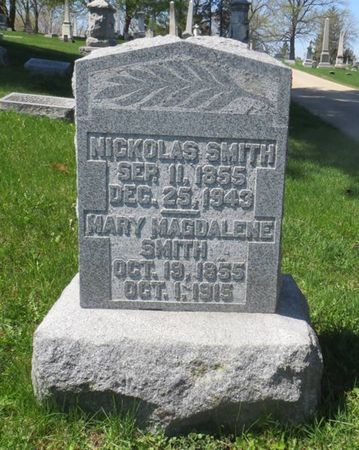 NICKOLAS SMITH
SEP. 11, 1855
DEC. 25, 1943
MARY MAGDALENE
SMITH
OCT. 19, 1855
OCT. 1, 1915